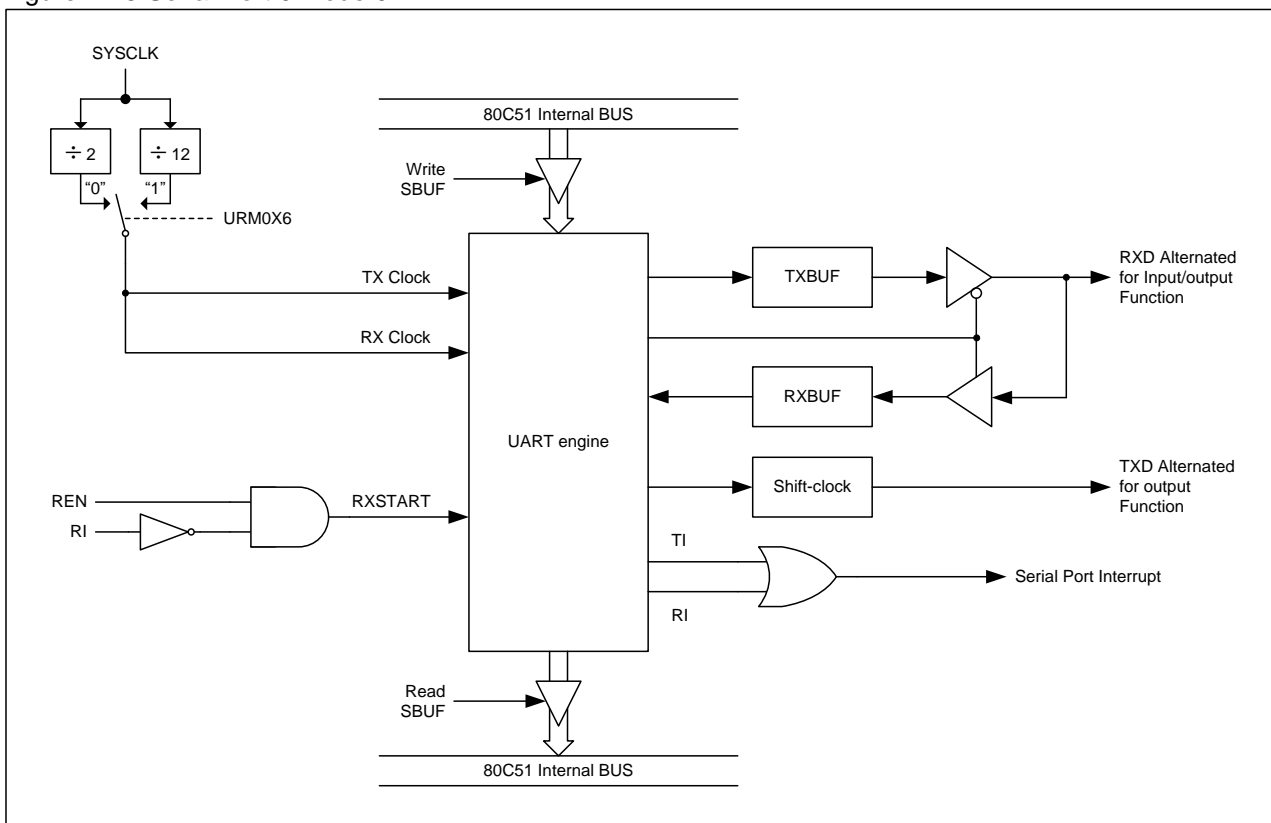 SYSCLK
÷ 2
÷ 12
“0”
“1”
URM0X6
80C51 Internal BUS
Write
SBUF
TX Clock
RX Clock
TXBUF
RXD Alternated
for Input/output
Function
RXBUF
UART engine
REN
RI
RXSTART
Shift-clock
TXD Alternated
for output
Function
TI
RI
Serial Port Interrupt
Read
SBUF
80C51 Internal BUS